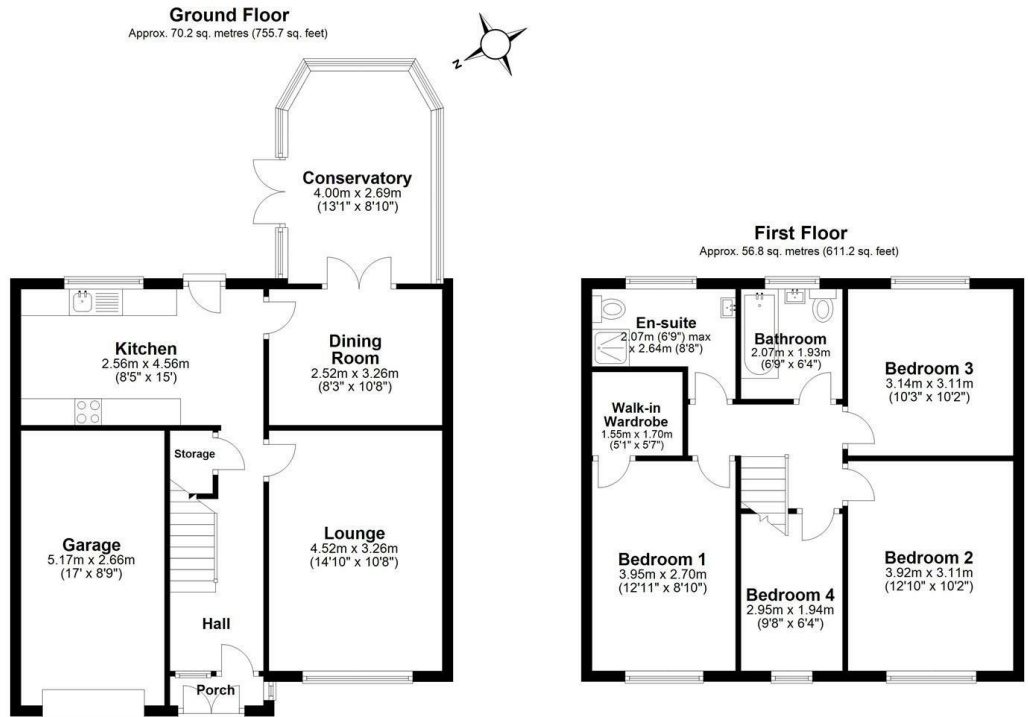 Ground Floor
Approx. 70.2 sq. metres (755.7 sq. feet)
N
Conservatory
4.00m x 2.69m
(13'1" x 8'10")
Kitchen
2.56m x 4.56m
(8'5" x 15')
Dining
Room
2.52m x 3.26m
(8'3" x 10'8")
Storage
Garage
5.17m x 2.66m
(17' x 8'9")
Lounge
4.52m x 3.26m
(14'10" x 10'8")
Hall
Porch
First Floor
Approx. 56.8 sq. metres (611.2 sq. feet)
En-suite
2.07m (6'9") max
x 2.64m (8'8")
Bathroom
2.07m x 1.93m
(6'9" x 6'4")
Bedroom 3
3.14m x 3.11m
(10'3" x 10'2")
Walk-in
Wardrobe
1.55m x 1.70m
(5'1" x 5'7")
Bedroom 1
3.95m x 2.70m
(12'11" x 8'10")
Bedroom 4
2.95m x 1.94m
(9'8" x 6'4")
Bedroom 2
3.92m x 3.11m
(12'10" x 10'2")